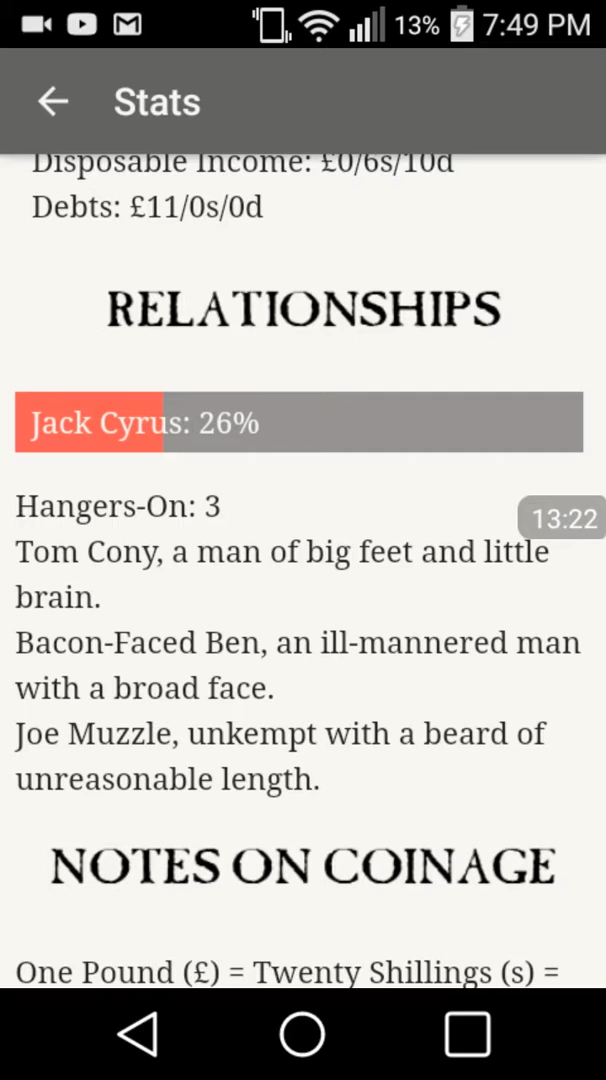 13% 7:49 PM
Stats
Disposable Income: £0/6s/10d
Debts: £11/0s/0d
RELATIONSHIPS
Jack Cyrus: 26%
Hangers-On: 3
13:22
Tom Cony, a man of big feet and little
brain.
Bacon-Faced Ben, an ill-mannered man
with a broad face.
Joe Muzzle, unkempt with a beard of
unreasonable length.
NOTES ON COINAGE
One Pound (£) = Twenty Shillings (s) =